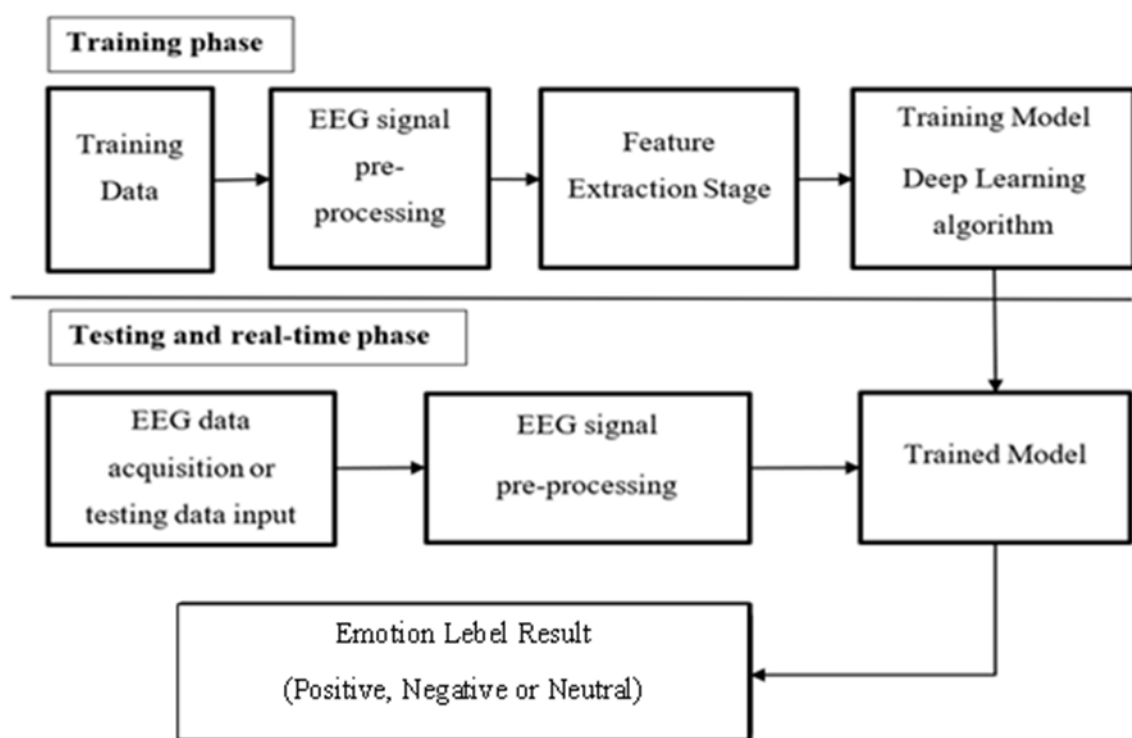 Training phase
Training
Data
EEG signal
pre-
processing
Feature
Extraction Stage
Training Model
Deep Learning
algorithm
Testing and real-time phase
EEG data
acquisition or
testing data input
EEG signal
pre-processing
Trained Model
Emotion Lebel Result
(Positive, Negative or Neutral)